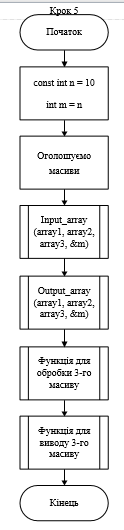 Крок 5
Початок
const int n = 10
int m = n
Оголошуємо
масиви
Input_array
(array1, array2,
array3, &m)
Output_array
(array1, array2,
array3, &m)
Функція для
обробки 3-го
масиву
Функція для
виводу 3-го
масиву
Кінець